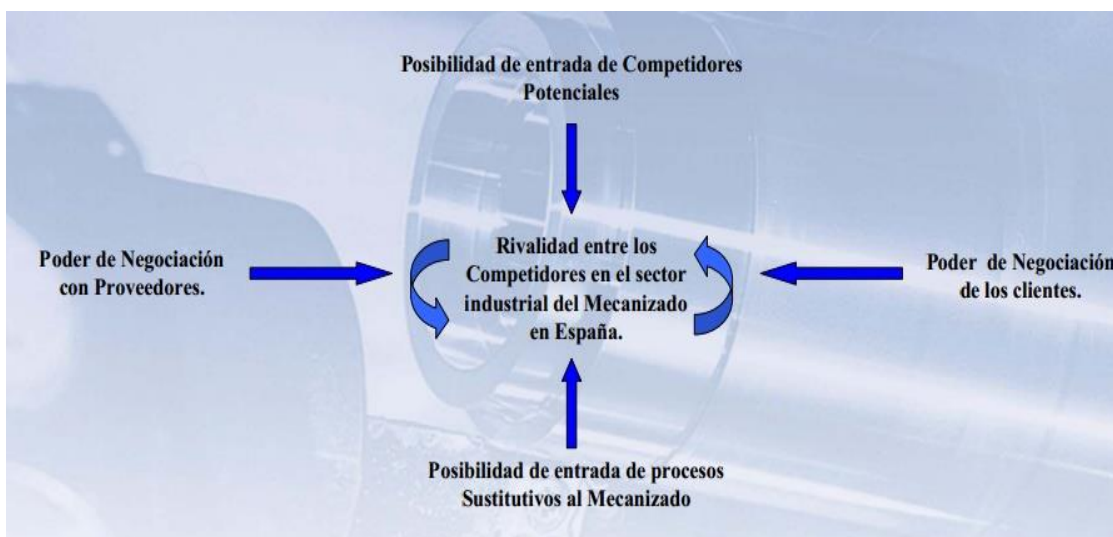 Posibilidad de entrada de Competidores
Potenciales
Poder de Negociación
con Proveedores.
Rivalidad entre los
Competidores en el sector
industrial del Mecanizado
en España.
Poder de Negociación
de los clientes.
Posibilidad de entrada de procesos
Sustitutivos al Mecanizado